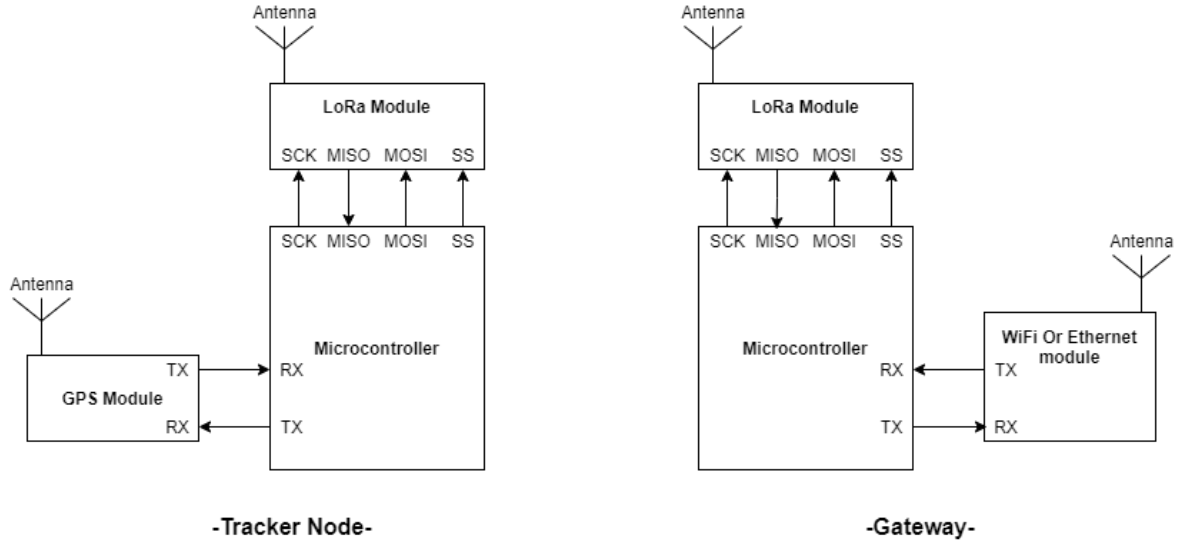 Antenna
LoRa Module
SCK MISO MOSI SS
SCK MISO MOSI SS
Microcontroller
RX
TX
Antenna
TX
GPS Module
RX
-Tracker Node-
Antenna
LoRa Module
SCK MISO MOSI SS
SCK MISO MOSI SS
Microcontroller
RX
TX
Antenna
WiFi Or Ethernet
module
TX
RX
-Gateway-